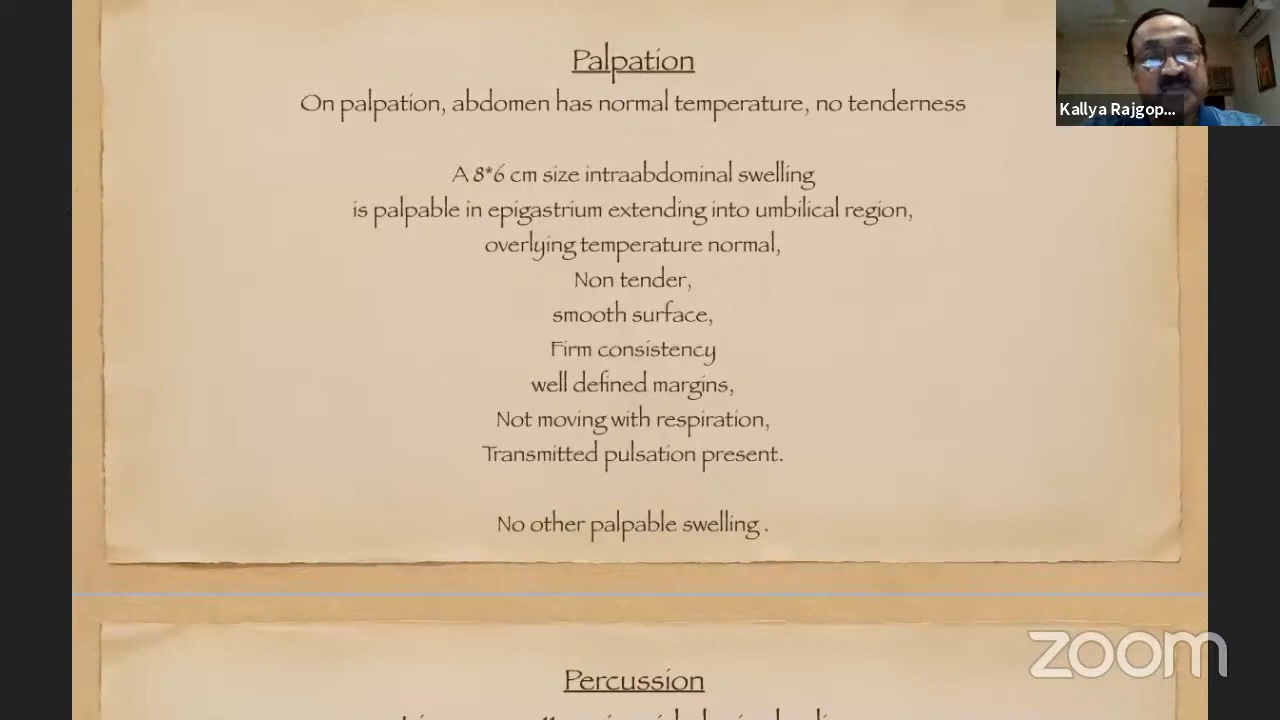 Palpation
On palpation, abdomen has normal temperature, no tenderness
A 8*6 cm size intraabdominal swelling
is palpable in epigastrium extending into umbilical region,
overlying temperature normal,
Non tender,
smooth surface,
Firm consistency
well defined margins,
Not moving with respiration,
Transmitted pulsation present.
No other palpable swelling .
Kallya Rajgop...
zoom
Percussion